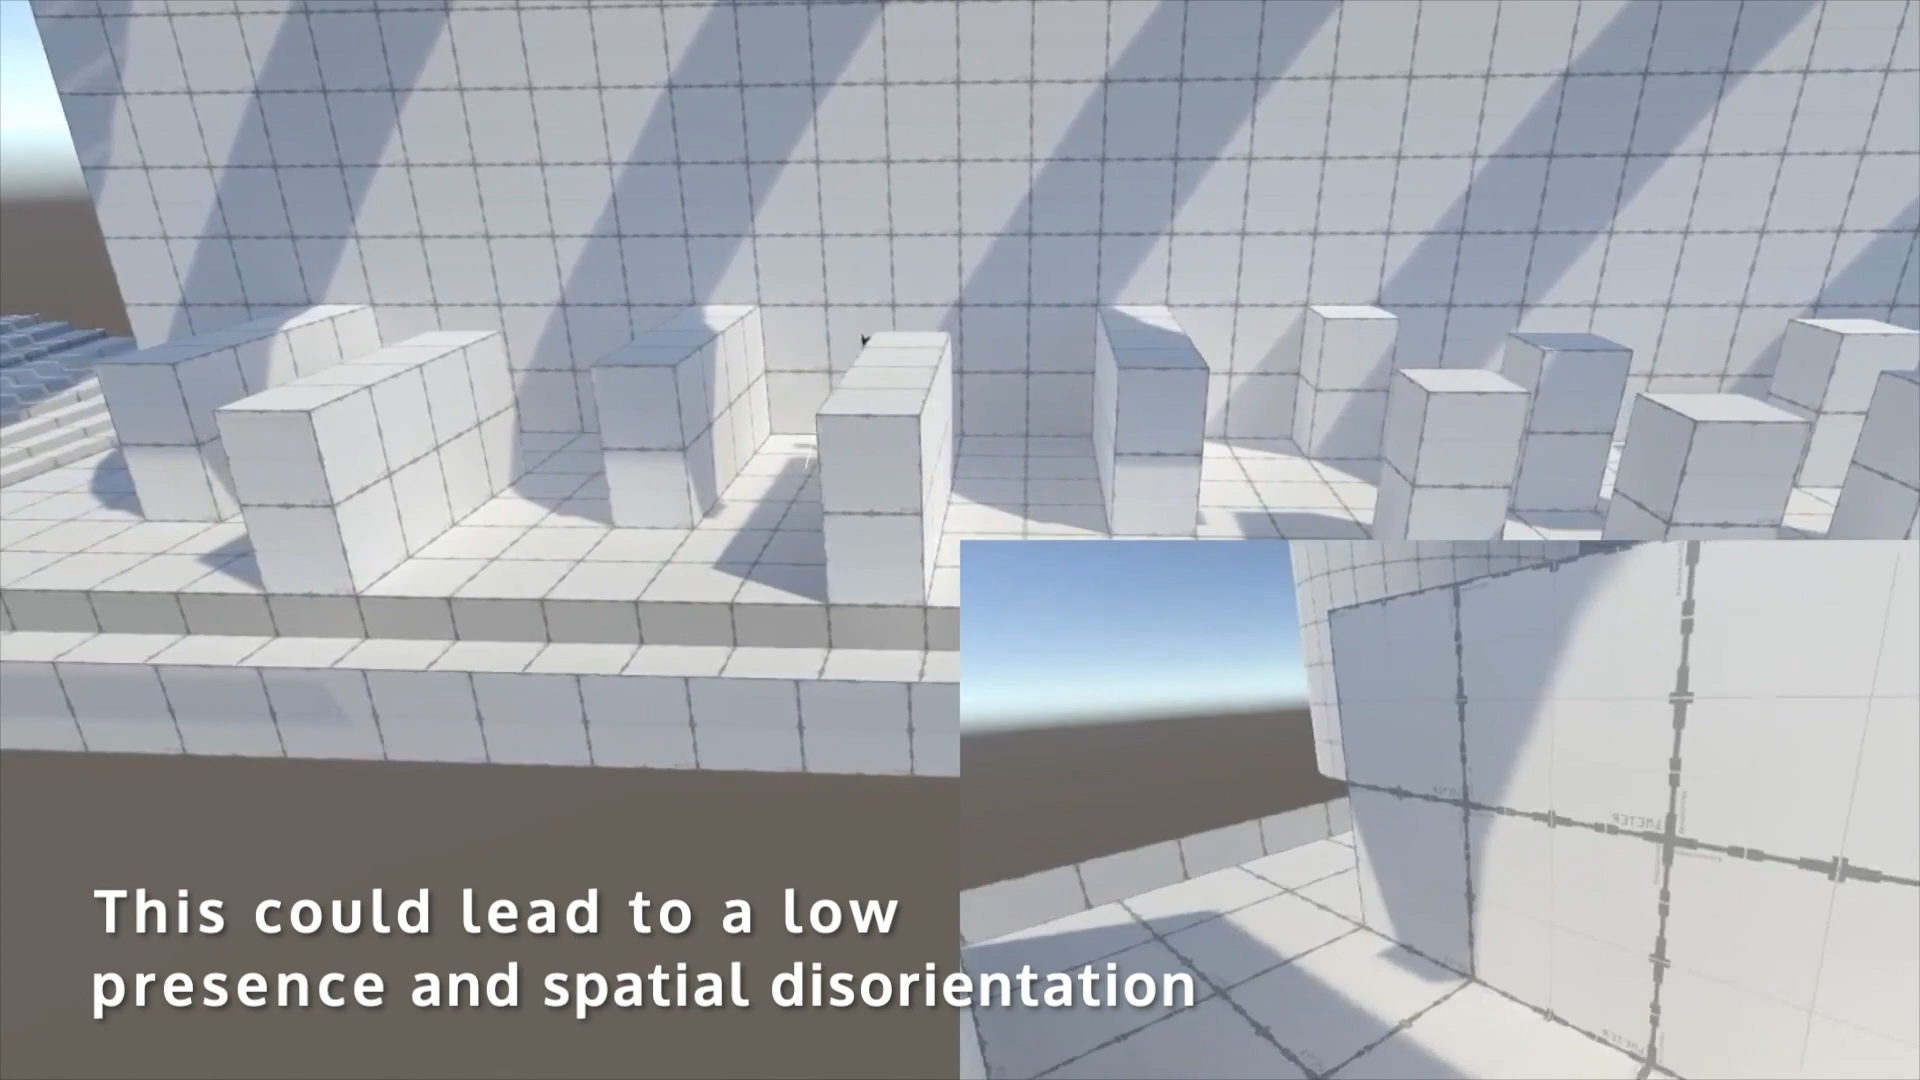 This could lead to a low
presence and spatial disorientation